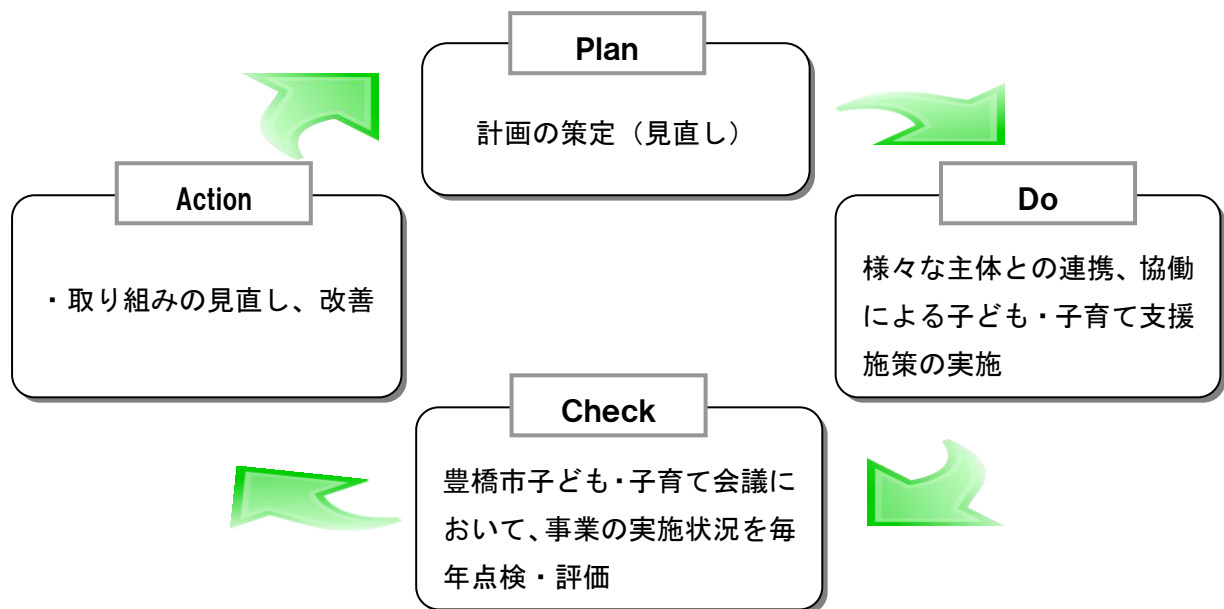 Plan
計画の策定（見直し）
Action
・取り組みの見直し、改善
Do
様々な主体との連携、協働
による子ども・子育て支援
施策の実施
Check
豊橋市子ども・子育て会議に
おいて、事業の実施状況を毎
年点検・評価